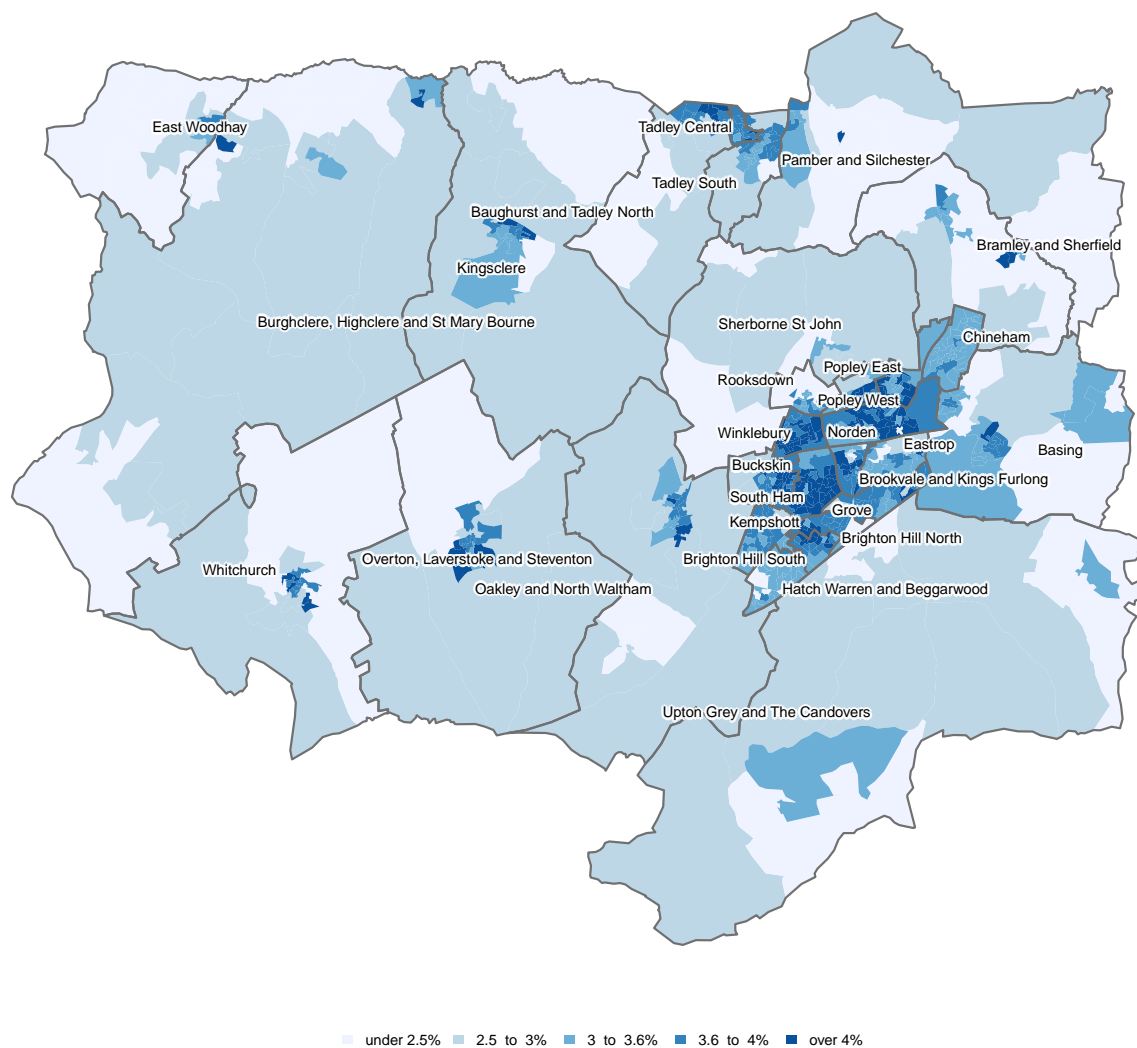 East Woodhay
Tadley Central
Pamber and Silchester
Tadley South
Baughurst and Tadley North
Bramley and Sherfield
Kingsclere
Burghclere, Highclere and St Mary Bourne
Sherborne St John
Chineham
Popley East
Rooksdown
Popley West
Winklebury
Norden
Eastrop
Basing
Buckskin
Brookvale and Kings Furlong
South Ham
Grove
Kempshott
Brighton Hill North
Overton, Laverstoke and Steventon
Brighton Hill South
Whitchurch
Oakley and North Waltham
Hatch Warren and Beggarwood
Upton Grey and The Candovers
under 2.5% 2.5 to 3% 3 to 3.6% 3.6 to 4% over 4%